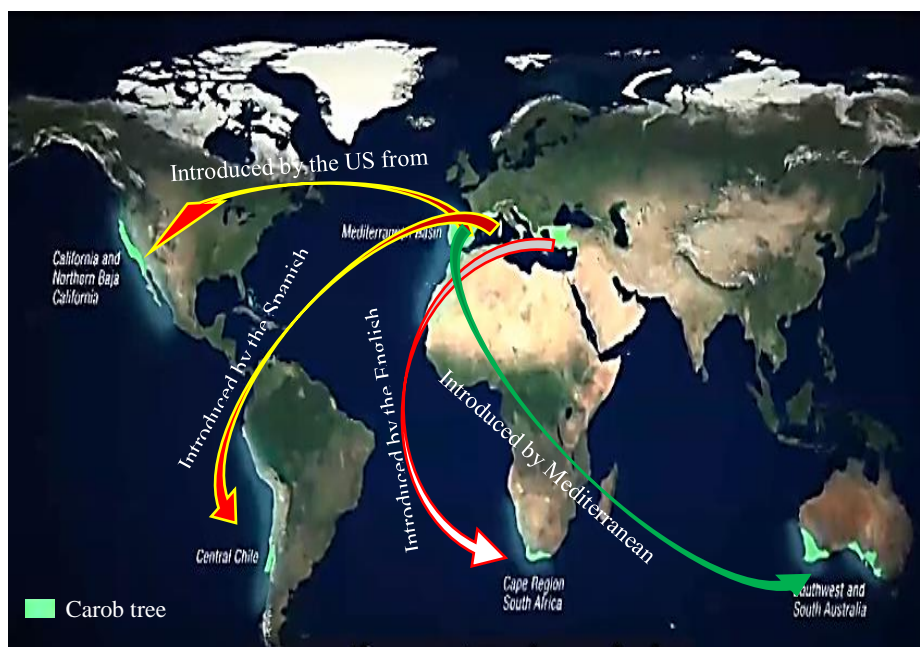 Introduced by the US from
Mediterranean Basin
California and
Northern Baja
California
Introduced by the Spanish
Introduced by the English
Introduced by Mediterranean
Central Chile
Cape Region
South Africa
Southwest and
South Australia
Carob tree